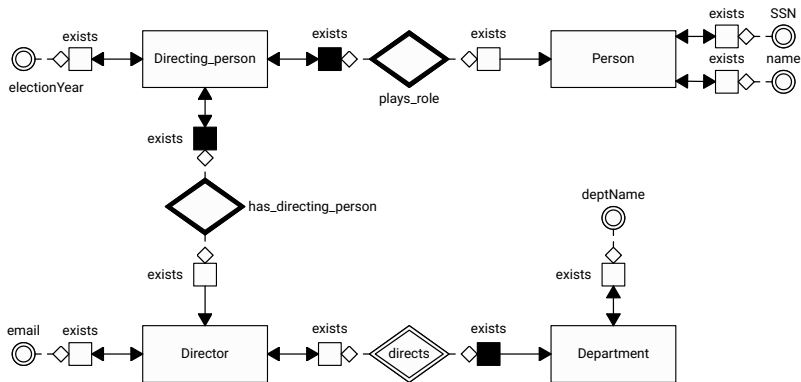 exists
exists
exists
exists
SSN
Directing_person
Person
exists
name
electionYear
plays_role
exists
has_directing_person
deptName
exists
exists
email
exists
exists
exists
Director
directs
Department